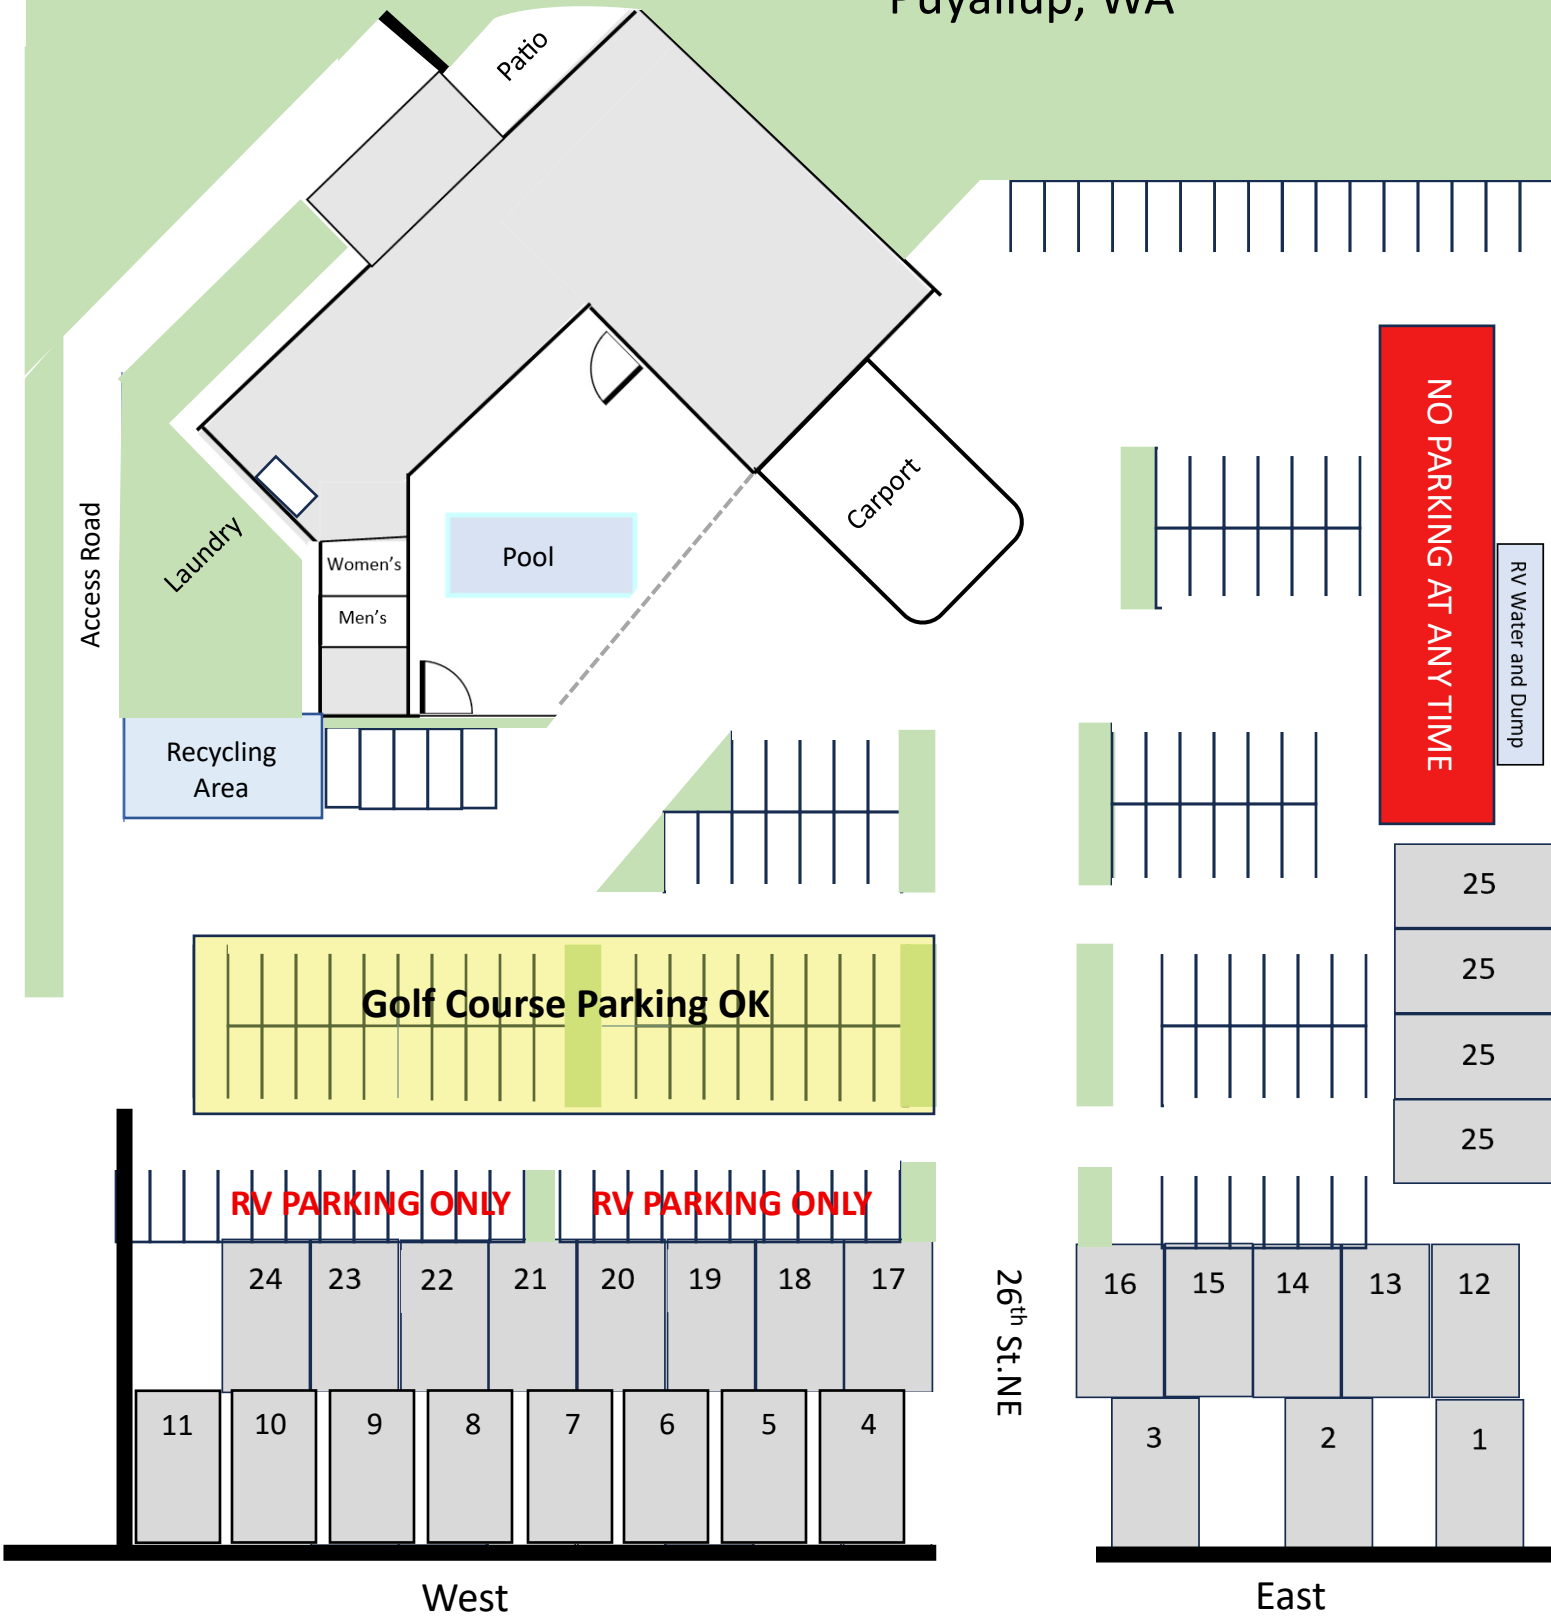 Puyallup, WA
Patio
NO PARKING AT ANY TIME
Carport
Laundry
Access Road
Women's
Pool
Men's
RV Water and Dump
Recycling
Area
25
25
25
25
Golf Course Parking OK
RV PARKING ONLY
RV PARKING ONLY
24
23
22
21
20
19
18
17
26th St.NE
16
15
14
13
12
11
10
9
8
7
6
5
4
3
2
1
West
East